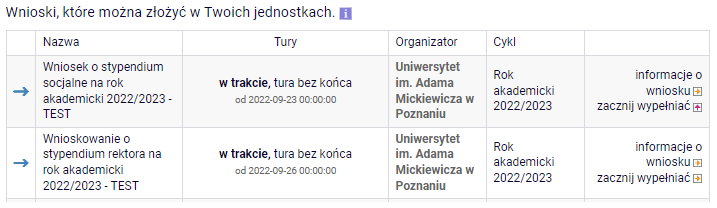 Wnioski, które można złożyć w Twoich jednostkach. i
Nazwa Tury Organizator Cykl
Wniosek o stypendium
socjalne na rok
akademicki 2022/2023 -
TEST
w trakcie, tura bez końca
od 2022-09-23 00:00:00
Uniwersytet
im. Adama
Mickiewicza w
Poznaniu
Rok
akademicki
2022/2023
informacje o
wniosku
zacznij wypełniać
Wnioskowanie o
stypendium rektora na
rok akademicki
2022/2023 - TEST
w trakcie, tura bez końca
od 2022-09-26 00:00:00
Uniwersytet
im. Adama
Mickiewicza w
Poznaniu
Rok
akademicki
2022/2023
informacje o
wniosku
zacznij wypełniać